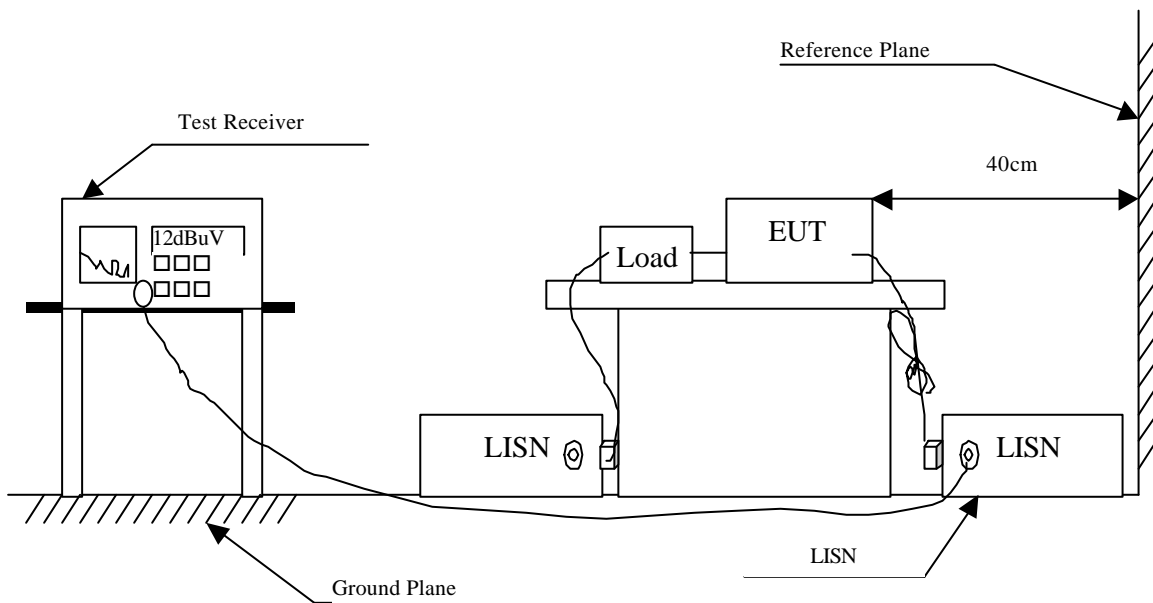 Reference Plane
Test Receiver
40cm
12dBuV
EUT
Load
LISN
LISN
LISN
Ground Plane